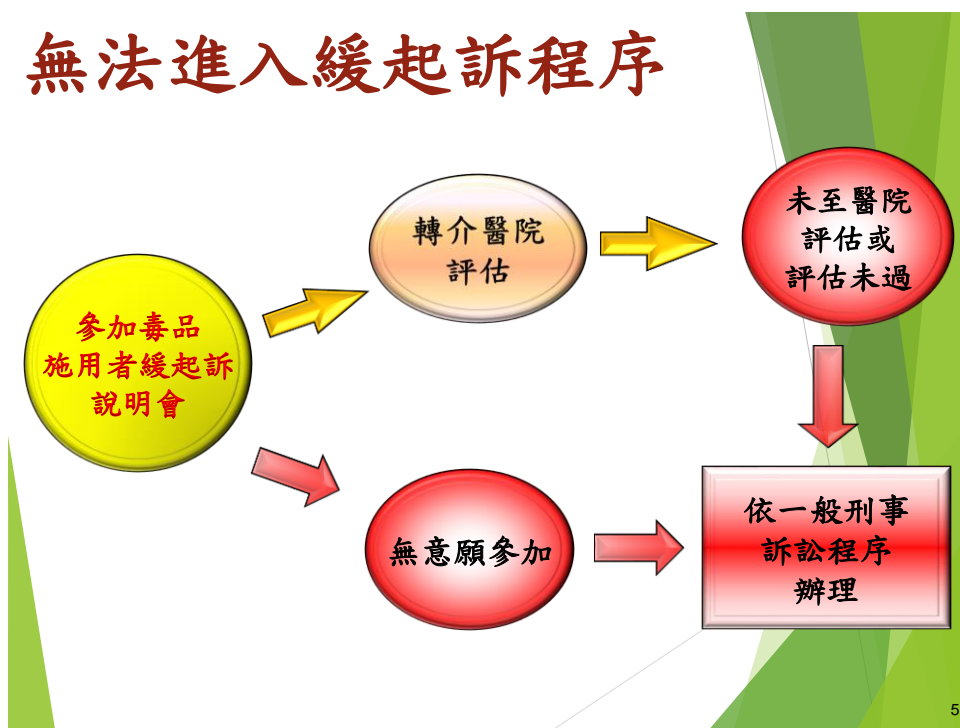 無法進入緩起訴程序
參加毒品
施用者緩起訴
說明會
轉介醫院
評估
未至醫院
評估或
評估未過
無意願參加
依一般刑事
訴訟程序
辦理
5